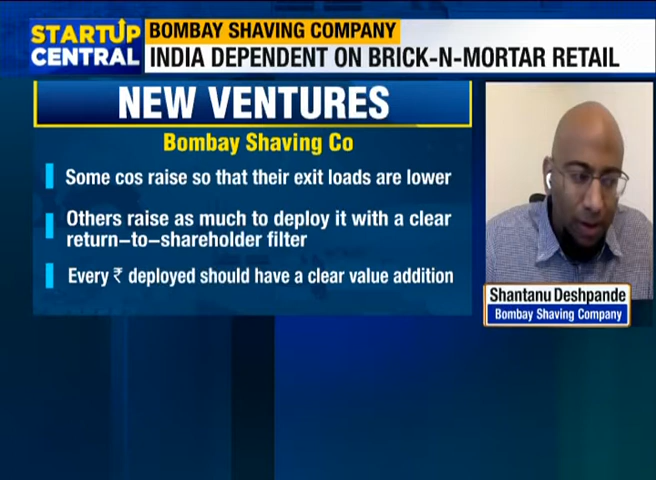 STARTUP
CENTRAL
BOMBAY SHAVING COMPANY
INDIA DEPENDENT ON BRICK-N-MORTAR RETAIL
NEW VENTURES
Bombay Shaving Co
Some cos raise so that their exit loads are lower
Others raise as much to deploy it with a clear
return-to-shareholder filter
Every ₹ deployed should have a clear value addition
Shantanu Deshpande
Bombay Shaving Company